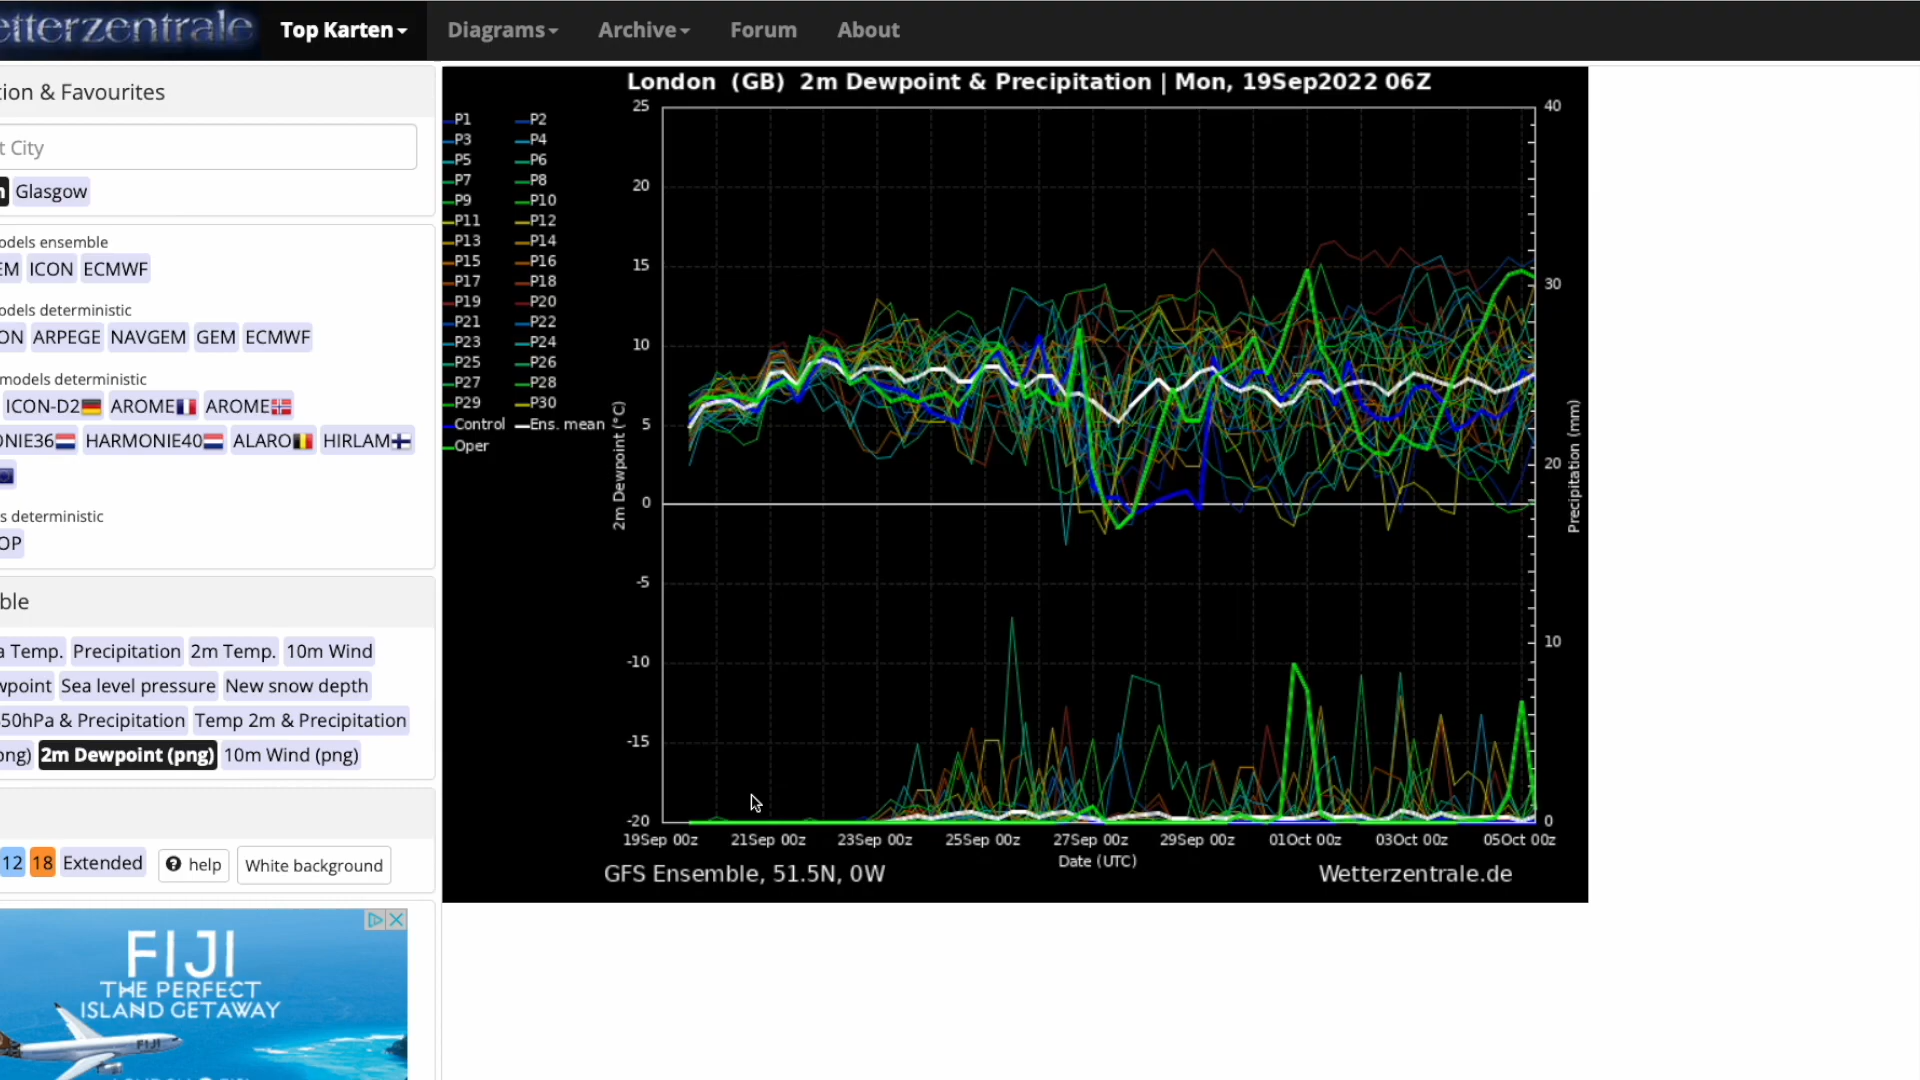 etterzentrale Top Karten Diagrams Archive Forum About
tion & Favourites
t City
n Glasgow
odels ensemble
EM ICON ECMWF
odels deterministic
ON ARPEGE NAVGEM GEM ECMWF
models deterministic
ICON-D2 AROME AROME
ONIE36 HARMONIE40 ALARO HIRLAM
s deterministic
OP
ble
a Temp. Precipitation 2m Temp. 10m Wind
wpoint Sea level pressure New snow depth
50hPa & Precipitation Temp 2m & Precipitation
png) 2m Dewpoint (png) 10m Wind (png)
12 18 Extended help White background
FIJI
THE PERFECT
ISLAND GETAWAY
FIJI
London (GB) 2m Dewpoint & Precipitation | Mon, 19Sep2022 06Z
P1 P2
P3 P4
P5 P6
P7 P8
P9 P10
P11 P12
P13 P14
P15 P16
P17 P18
P19 P20
P21 P22
P23 P24
P25 P26
P27 P28
P29 P30
Control Ens. mean
Oper
2m Dewpoint (°C)
25
20
15
10
5
0
-5
-10
-15
-20
40
30
20
10
0
Precipitation (mm)
19Sep 00z 21Sep 00z 23Sep 00z 25Sep 00z 27Sep 00z 29Sep 00z 01Oct 00z 03Oct 00z 05Oct 00z
Date (UTC)
GFS Ensemble, 51.5N, 0W Wetterzentrale.de